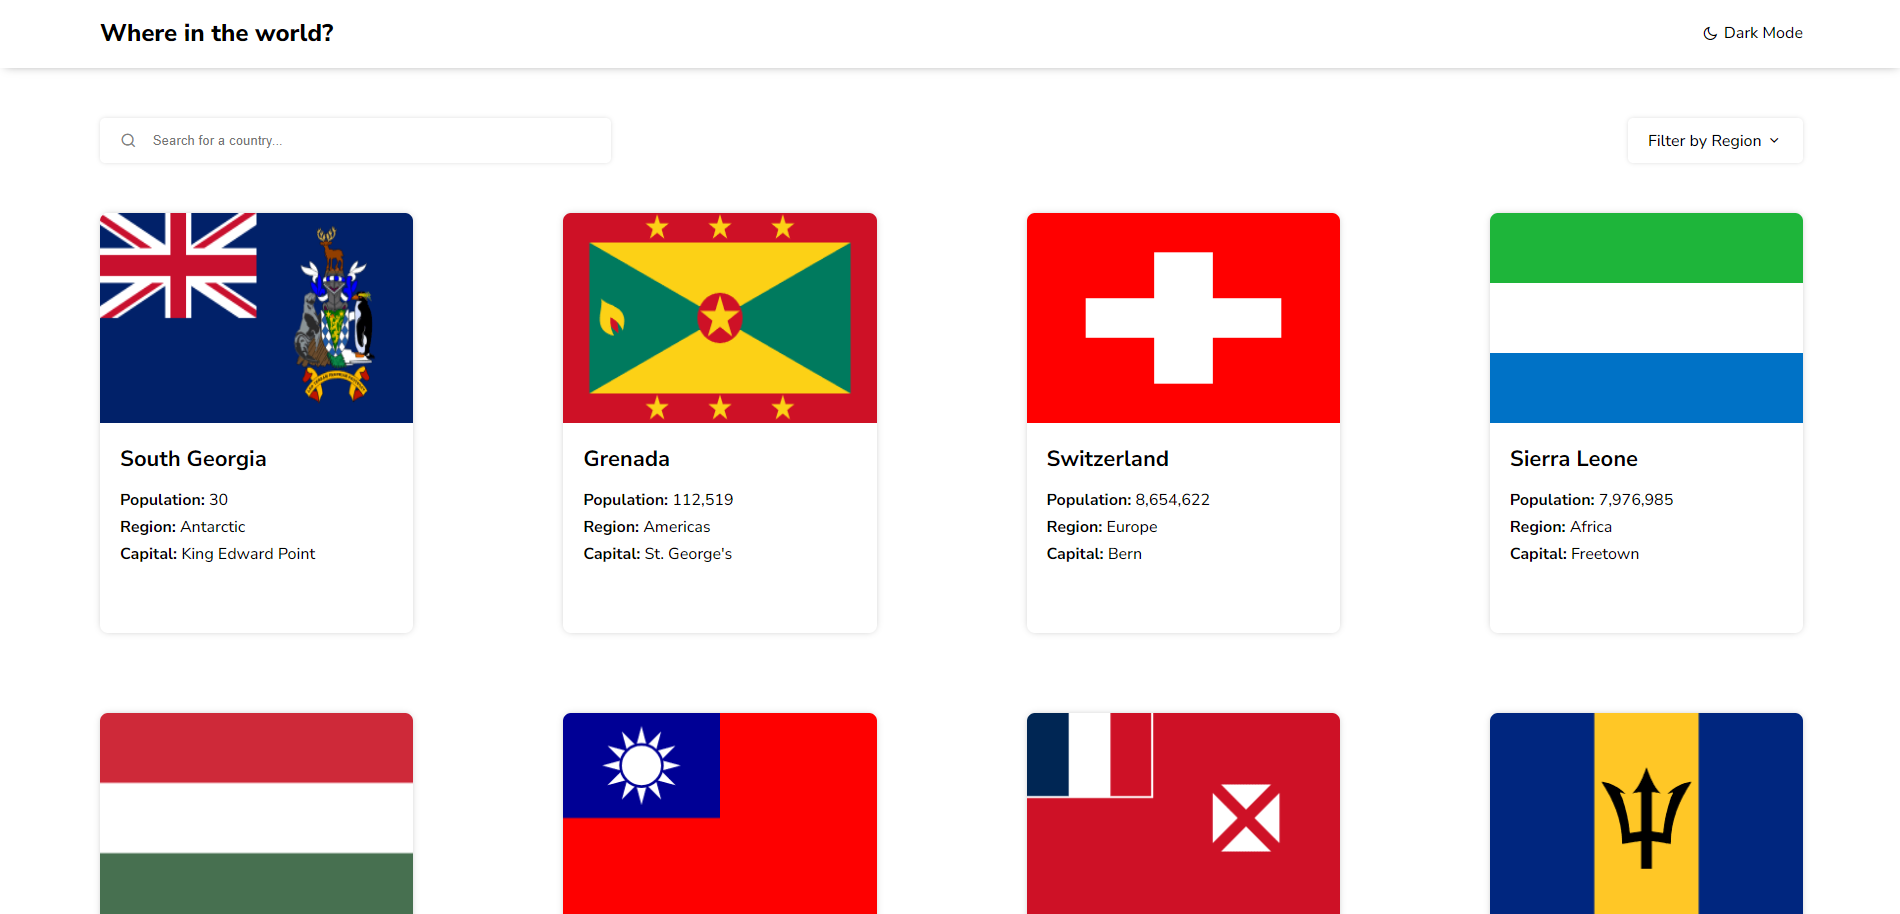 Where in the world?
Dark Mode
Search for a country...
Filter by Region
South Georgia
Population: 30
Region: Antarctic
Capital: King Edward Point
Grenada
Population: 112,519
Region: Americas
Capital: St. George's
Switzerland
Population: 8,654,622
Region: Europe
Capital: Bern
Sierra Leone
Population: 7,976,985
Region: Africa
Capital: Freetown